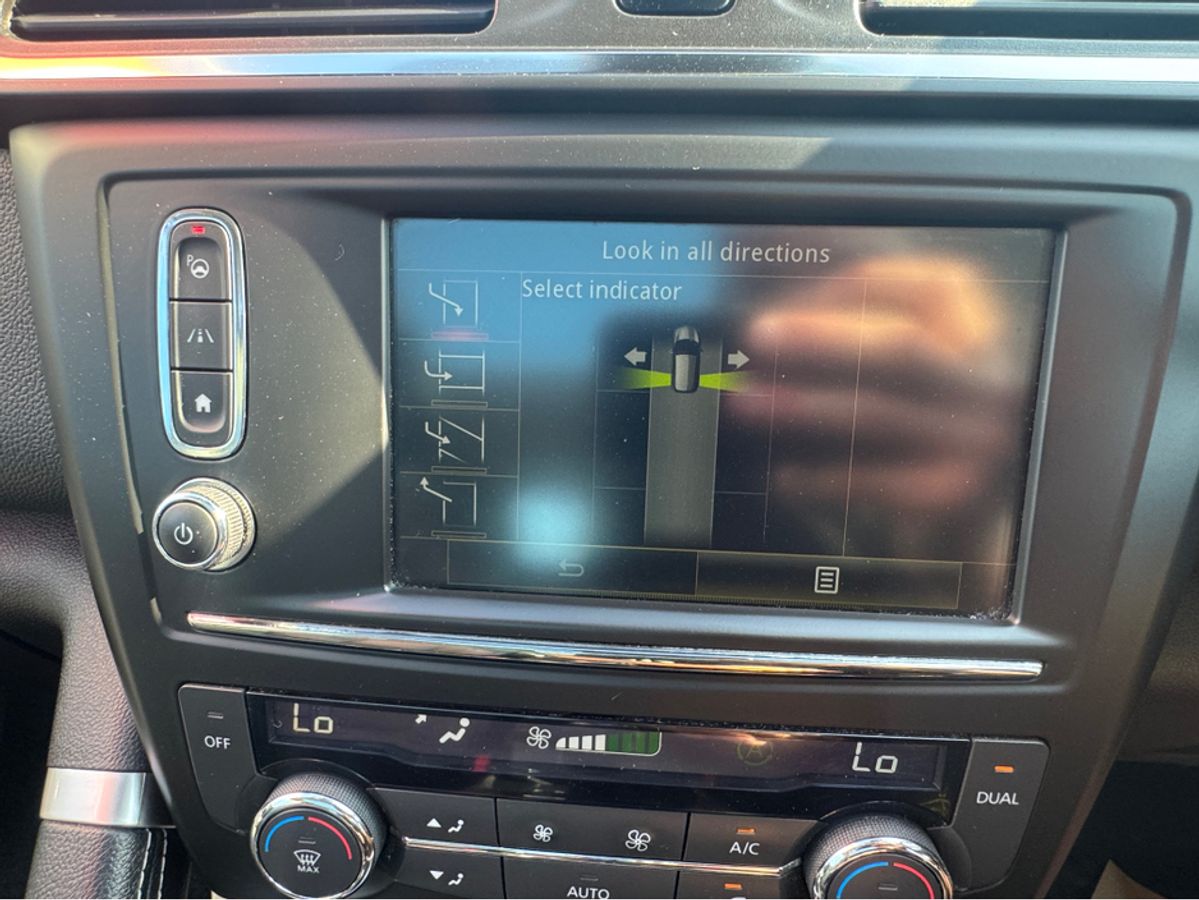 Look in all directions
Select indicator
P
Lo
Lo
OFF
DUAL
MAX
A/C
AUTO